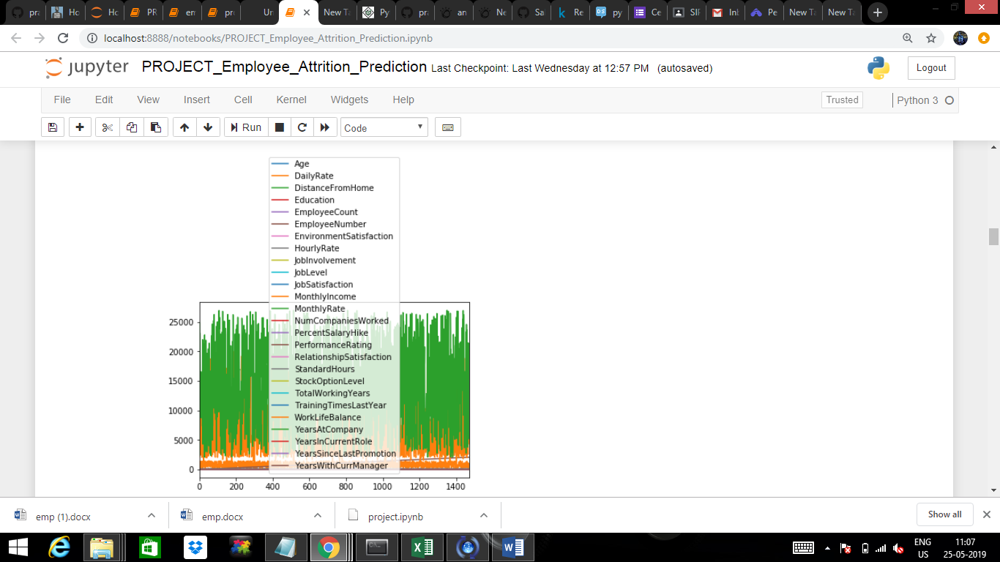 pra Ho Ho PR en pro Un New Ta Py pra an Ne Sai Re py Ce SIF Inb Pe New Ta New Ta
localhost:8888/notebooks/PROJECT_Employee_Attrition_Prediction.ipynb
jupyter PROJECT_Employee_Attrition_Prediction Last Checkpoint: Last Wednesday at 12:57 PM (autosaved) Logout
File Edit View Insert Cell Kernel Widgets Help Trusted Python 3
Run Code
Age
DailyRate
DistanceFromHome
Education
EmployeeCount
EmployeeNumber
EnvironmentSatisfaction
HourlyRate
JobInvolvement
JobLevel
JobSatisfaction
MonthlyIncome
MonthlyRate
NumCompaniesWorked
PercentSalaryHike
PerformanceRating
RelationshipSatisfaction
StandardHours
StockOptionLevel
TotalWorkingYears
TrainingTimesLastYear
WorkLifeBalance
YearsAtCompany
YearsInCurrentRole
YearsSinceLastPromotion
YearsWithCurrManager
25000
20000
15000
10000
5000
0
0 200 400 600 800 1000 1200 1400
emp (1).docx emp.docx project.ipynb Show all
ENG 11:07
US 25-05-2019